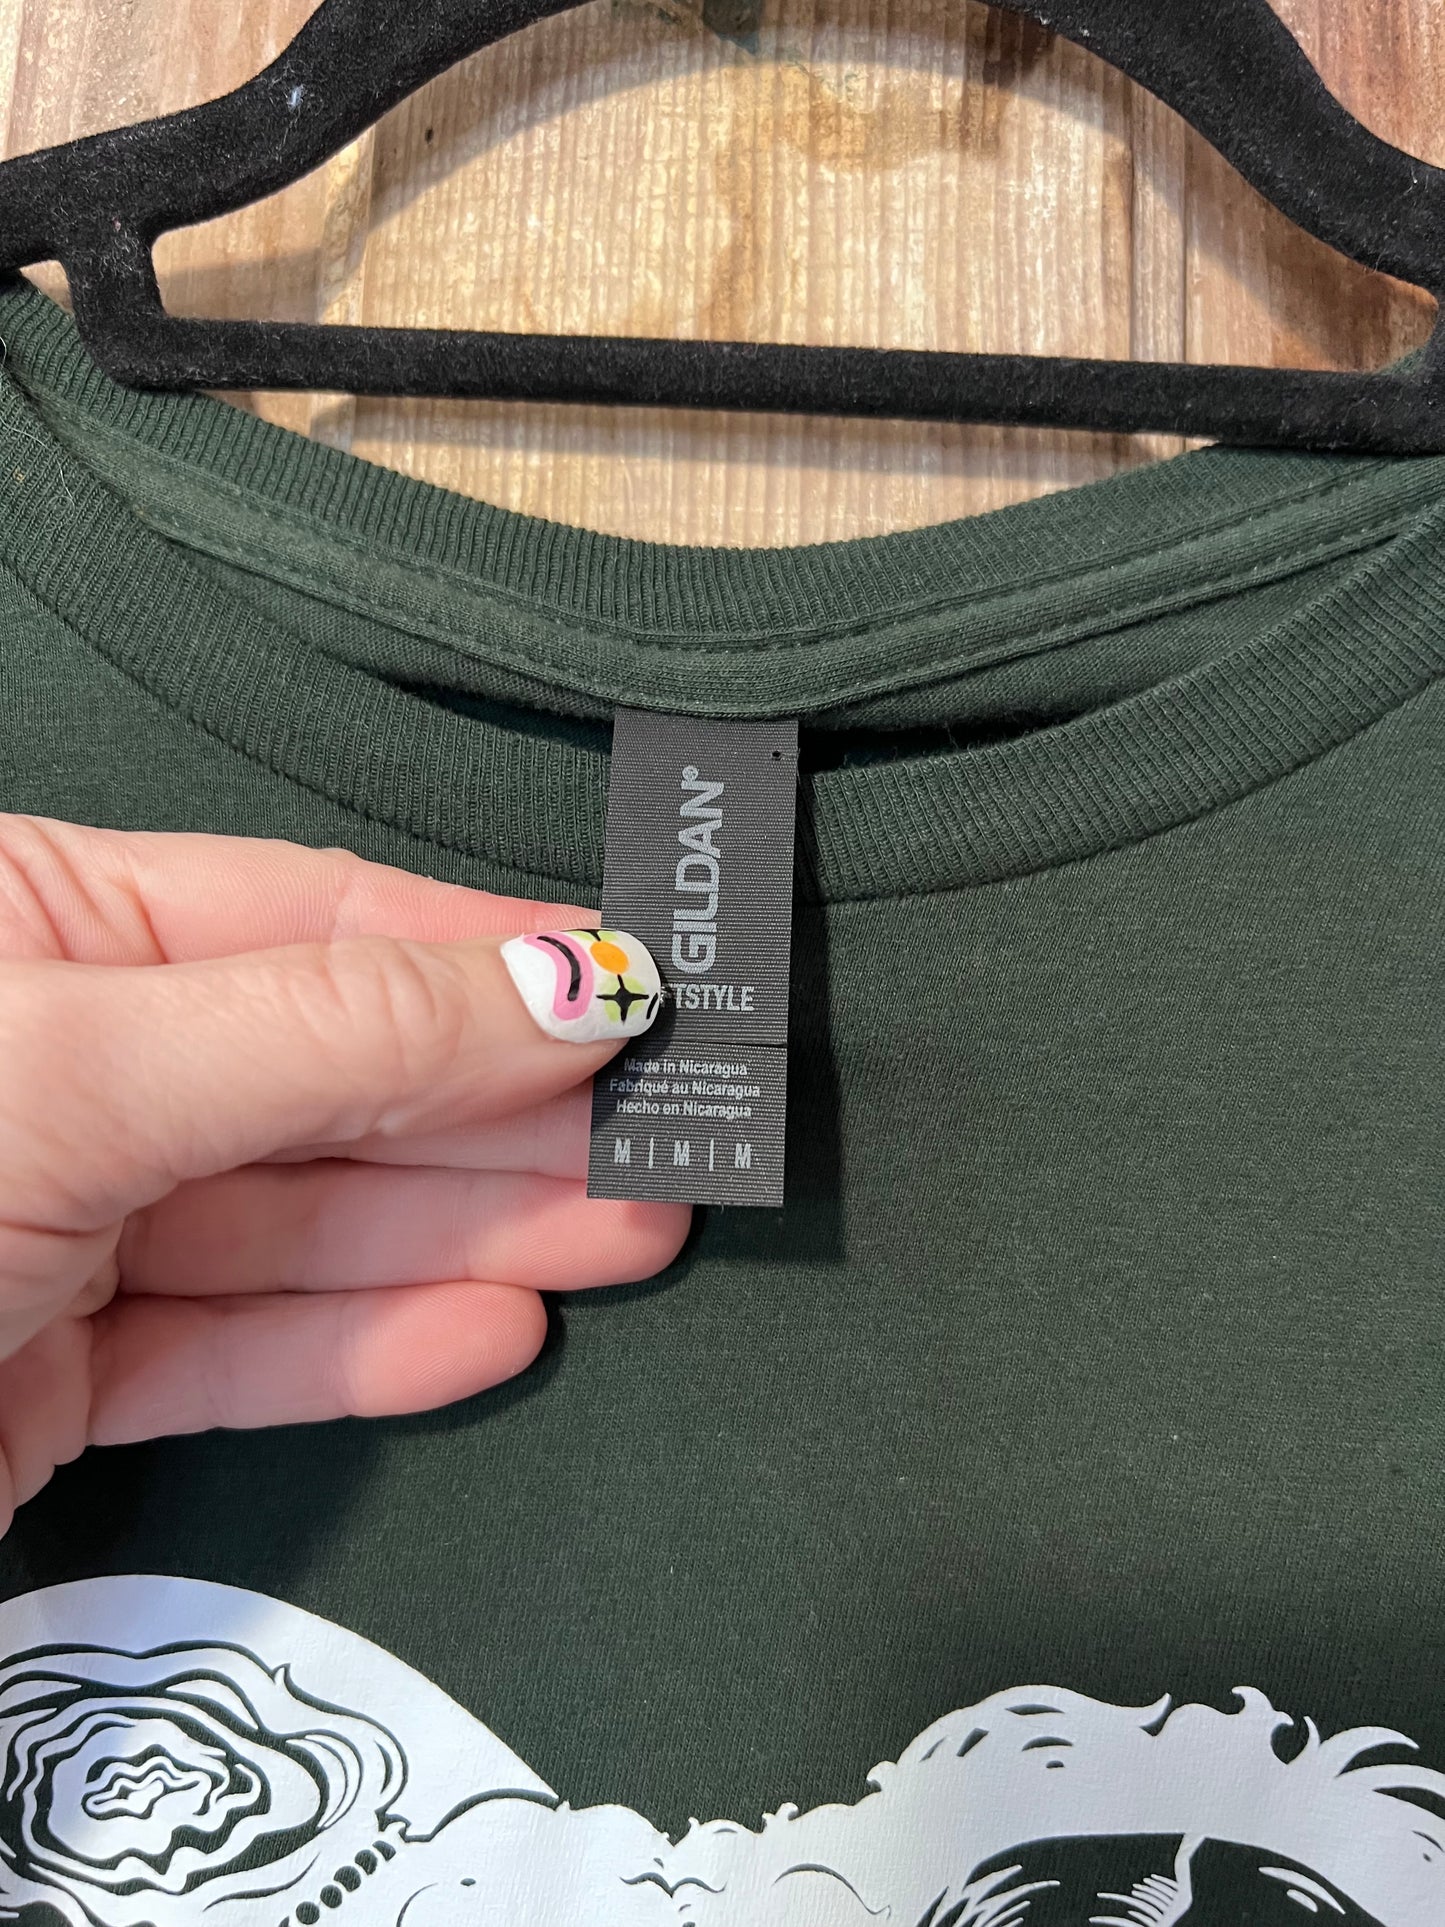 GILDAN®
TSTYLE
Made in Nicaragua
Fabriqué au Nicaragua
Hecho en Nicaragua
M | M | M